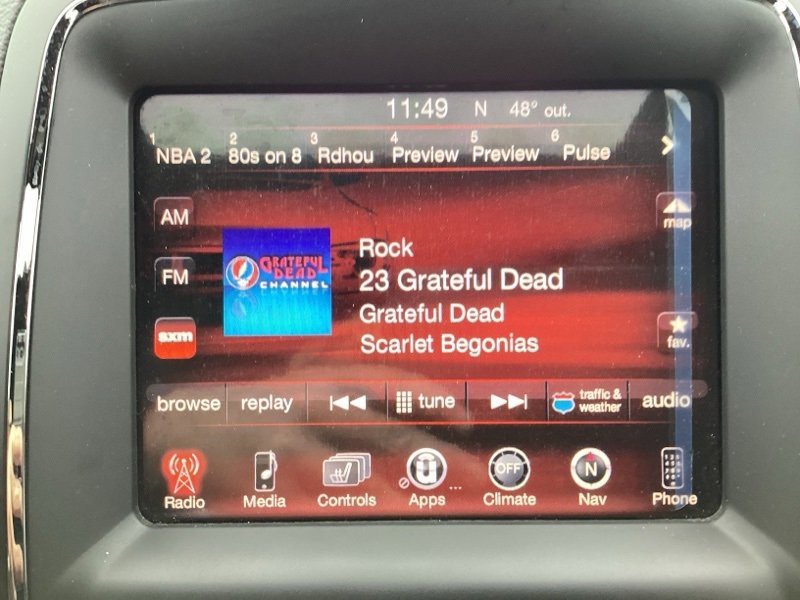 11:49 N 48° out.
1 2 3 4 5 6
NBA 2 80s on 8 Rdhou Preview Preview Pulse
AM
map
GRATEFUL
DEAD
CHANNEL
Rock
FM
23 Grateful Dead
Grateful Dead
sxm
Scarlet Begonias
fav.
browse replay tune traffic &
weather audio
OFF N
Radio Media Controls Apps ... Climate Nav Phone